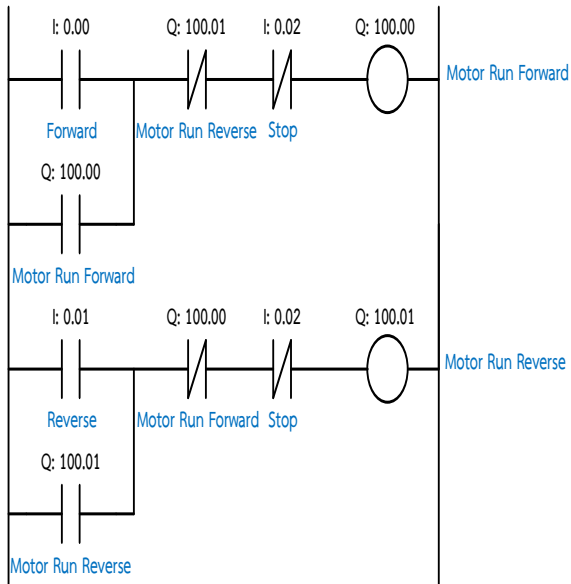 I: 0.00 Q: 100.01 I: 0.02 Q: 100.00
Motor Run Forward
Forward Motor Run Reverse Stop
Q: 100.00
Motor Run Forward
I: 0.01 Q: 100.00 I: 0.02 Q: 100.01
Motor Run Reverse
Reverse Motor Run Forward Stop
Q: 100.01
Motor Run Reverse